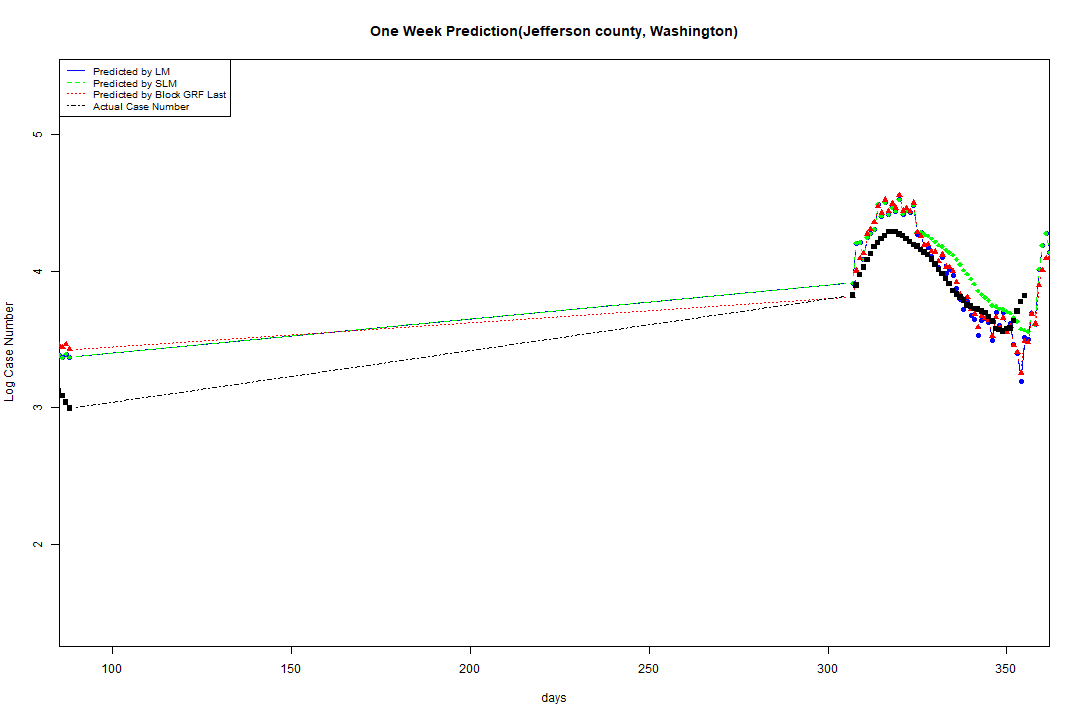 One Week Prediction(Jefferson county, Washington)
Predicted by LM
Predicted by SLM
Predicted by Block GRF Last
Actual Case Number
5
4
3
2
Log Case Number
100 150 200 250 300 350
days